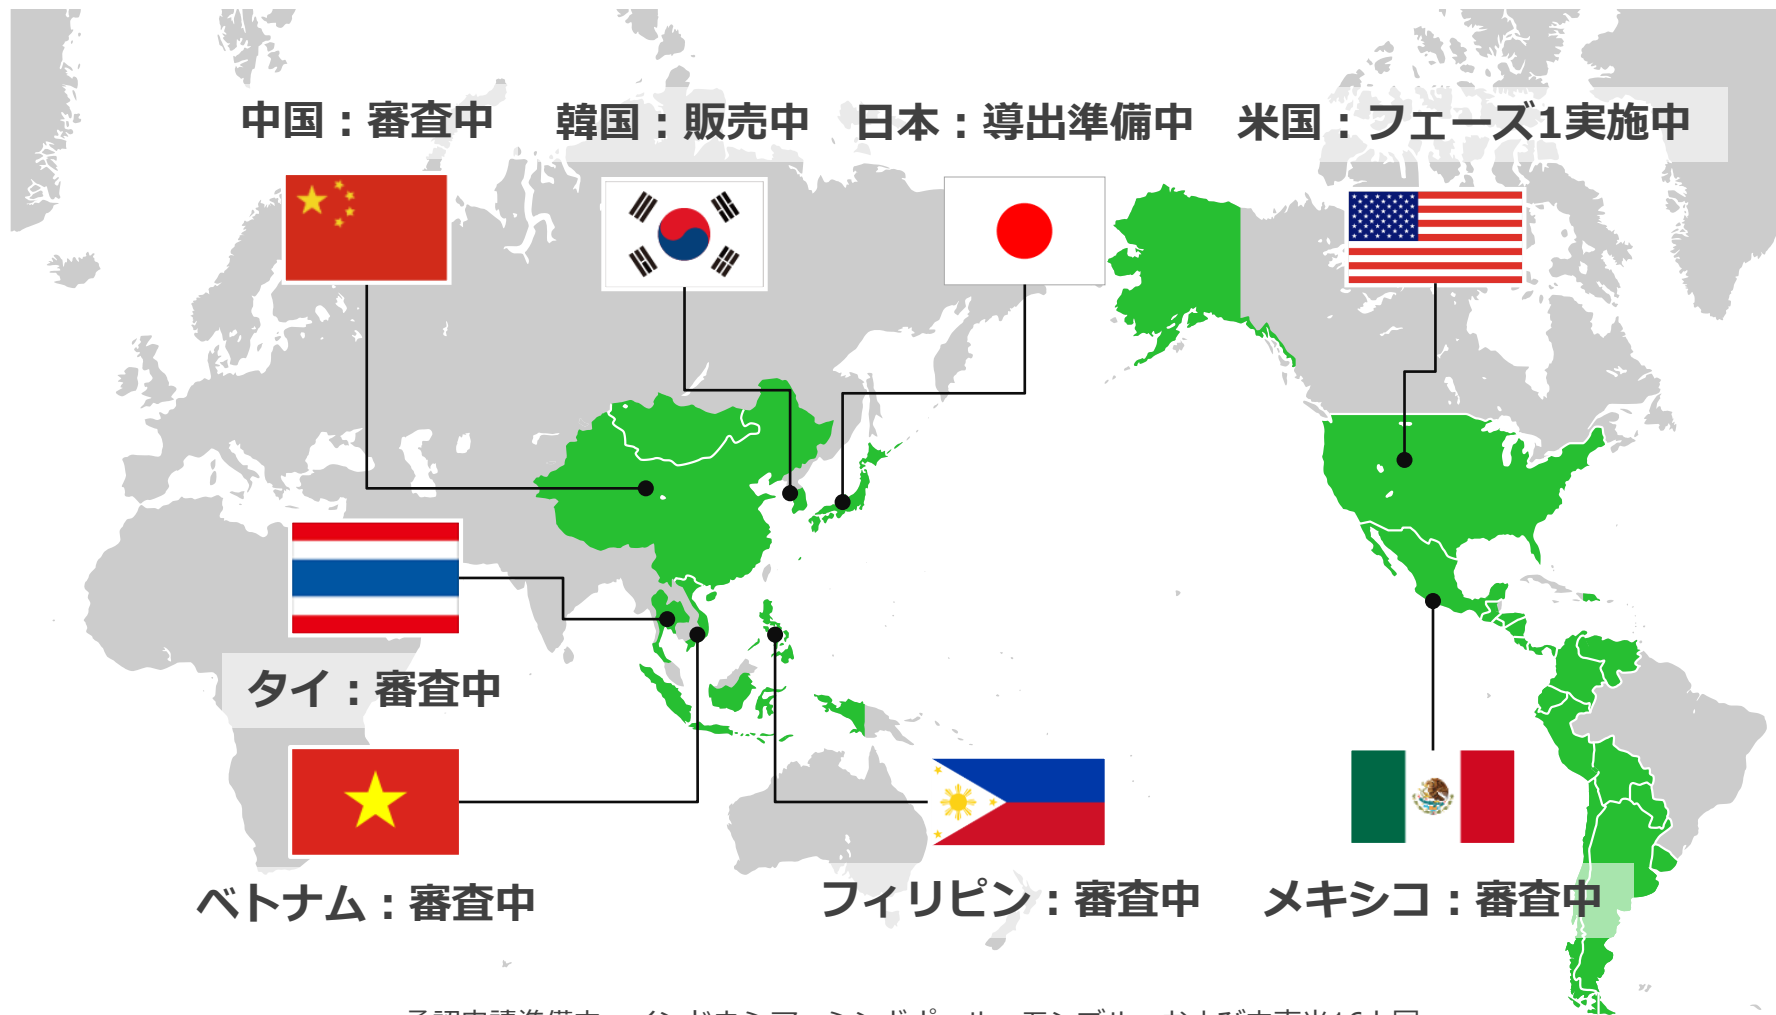 中国：審査中
韓国：販売中
日本：導出準備中
米国：フェーズ1実施中
タイ：審査中
ベトナム：審査中
フィリピン：審査中
メキシコ：審査中